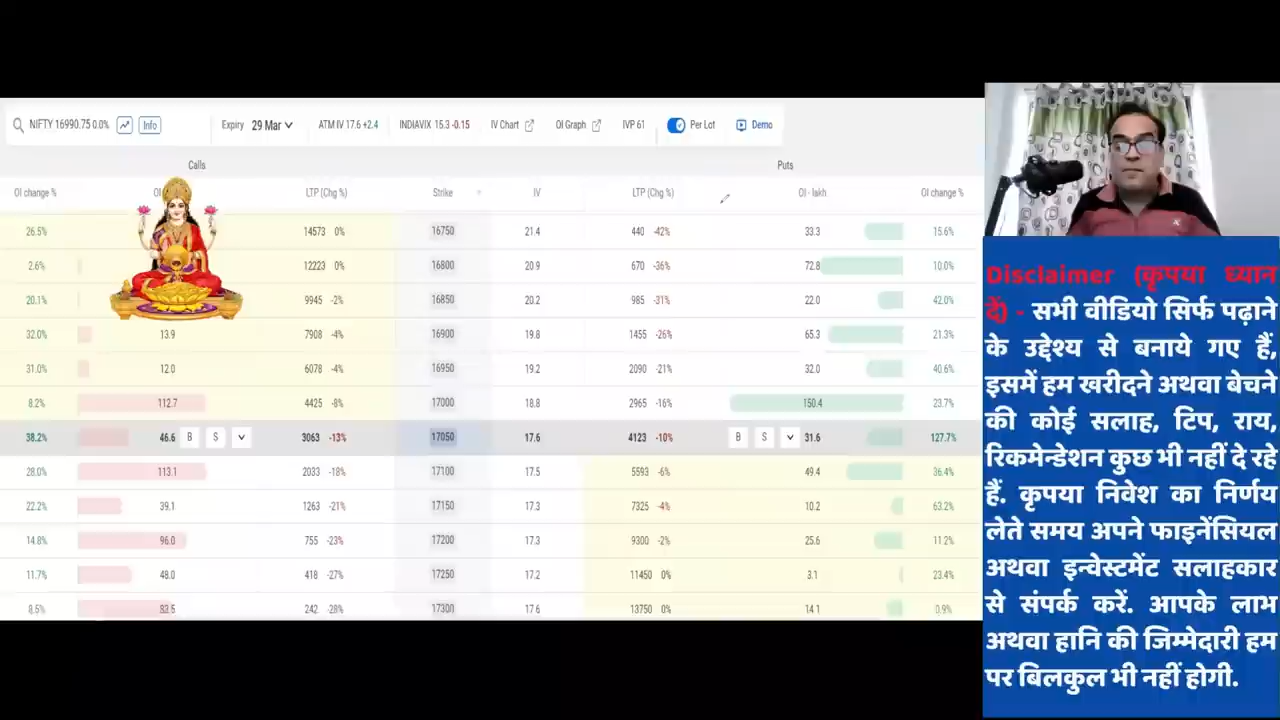 NIFTY 16990.75 0.0% Info Expiry 29 Mar ATM IV 17.6 +2.4 INDIAVIX 15.3 -0.15 IV Chart OI Graph IVP 61 Per Lot Demo
Calls Puts
OI change % OI LTP (Chg %) Strike IV LTP (Chg %) OI - lakh OI change %
26.5% 14573 0% 16750 21.4 440 -42% 33.3 15.6%
2.6% 12223 0% 16800 20.9 670 -36% 72.8 10.0%
20.1% 9945 -2% 16850 20.2 985 -31% 22.0 42.0%
32.0% 13.9 7908 -4% 16900 19.8 1455 -26% 65.3 21.3%
31.0% 12.0 6078 -4% 16950 19.2 2090 -21% 32.0 40.6%
8.2% 112.7 4425 -8% 17000 18.8 2965 -16% 150.4 23.7%
38.2% 46.6 B S 3063 -13% 17050 17.6 4123 -10% B S 31.6 127.7%
28.0% 113.1 2033 -18% 17100 17.5 5593 -6% 49.4 36.4%
22.2% 39.1 1263 -21% 17150 17.3 7325 -4% 10.2 63.2%
14.8% 96.0 755 -23% 17200 17.3 9300 -2% 25.6 11.2%
11.7% 48.0 418 -27% 17250 17.2 11450 0% 3.1 23.4%
8.5% 83.5 242 -28% 17300 17.6 13750 0% 14.1 0.9%
Disclaimer (कृपया ध्यान
दें) - सभी वीडियो सिर्फ पढ़ाने
के उद्देश्य से बनाये गए हैं,
इसमें हम खरीदने अथवा बेचने
की कोई सलाह, टिप, राय,
रिकमेन्डेशन कुछ भी नहीं दे रहे
हैं. कृपया निवेश का निर्णय
लेते समय अपने फाइनेंसियल
अथवा इन्वेस्टमेंट सलाहकार
से संपर्क करें. आपके लाभ
अथवा हानि की जिम्मेदारी हम
पर बिलकुल भी नहीं होगी.